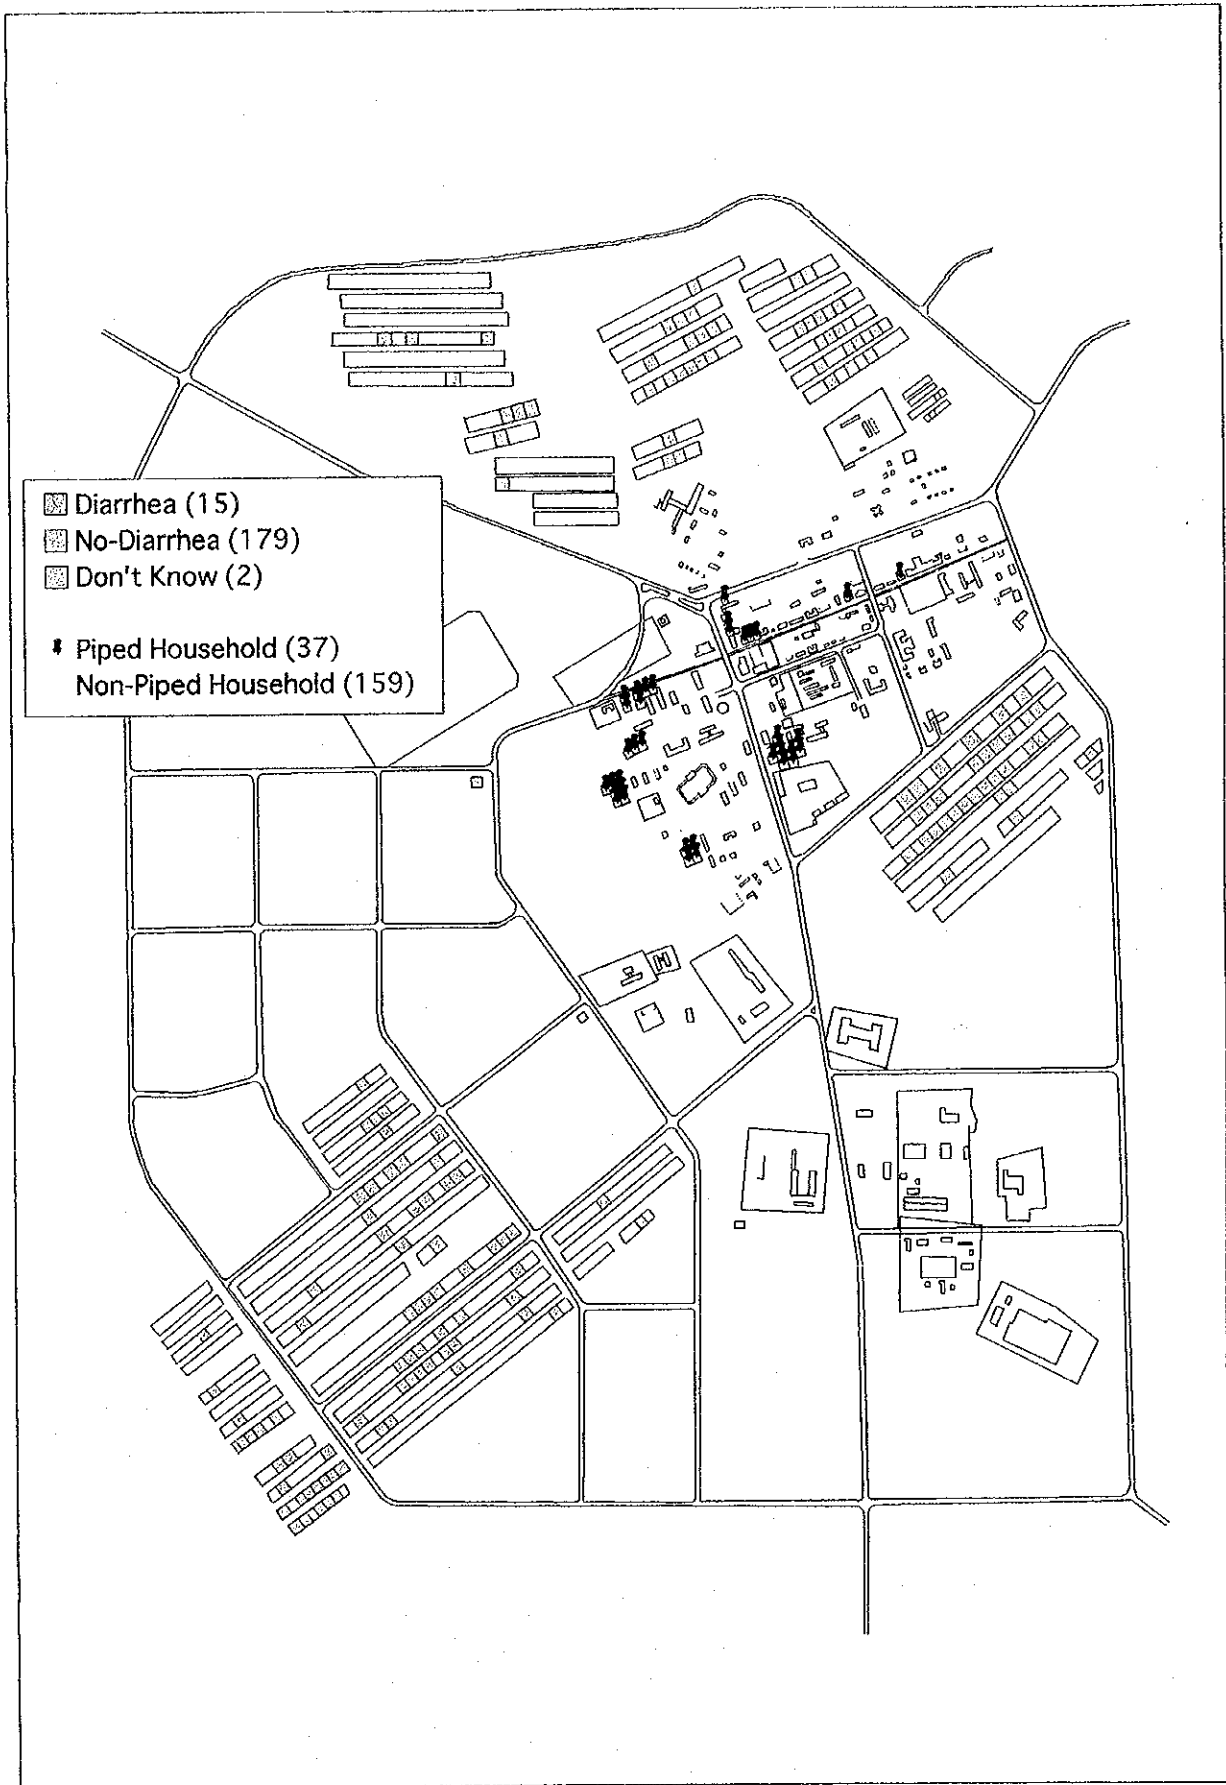 Diarrhea (15)
No-Diarrhea (179)
Don't Know (2)
Piped Household (37)
Non-Piped Household (159)